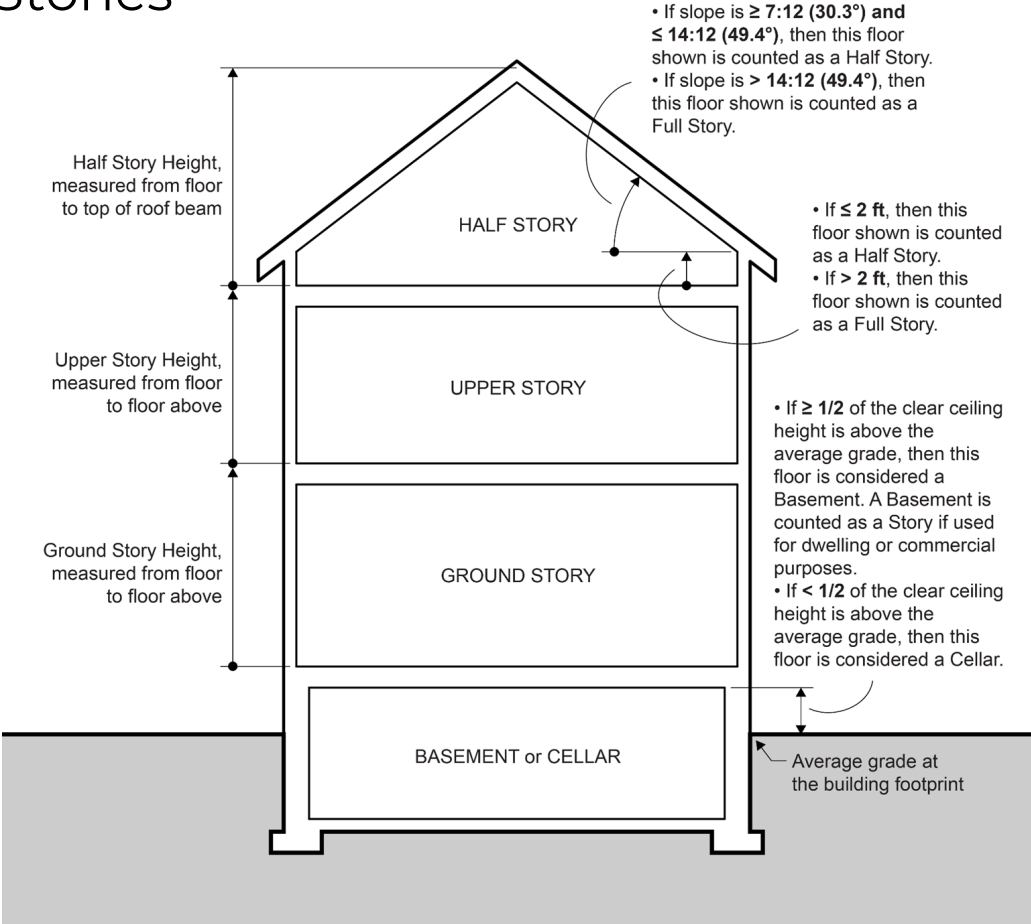 Stories
• If slope is ≥ 7:12 (30.3°) and
≤ 14:12 (49.4°), then this floor
shown is counted as a Half Story.
• If slope is > 14:12 (49.4°), then
this floor shown is counted as a
Full Story.
Half Story Height,
measured from floor
to top of roof beam
HALF STORY
• If ≤ 2 ft, then this
floor shown is counted
as a Half Story.
• If > 2 ft, then this
floor shown is counted
as a Full Story.
Upper Story Height,
measured from floor
to floor above
UPPER STORY
• If ≥ 1/2 of the clear ceiling
height is above the
average grade, then this
floor is considered a
Basement. A Basement is
counted as a Story if used
for dwelling or commercial
purposes.
• If < 1/2 of the clear ceiling
height is above the
average grade, then this
floor is considered a Cellar.
Ground Story Height,
measured from floor
to floor above
GROUND STORY
BASEMENT or CELLAR
Average grade at
the building footprint